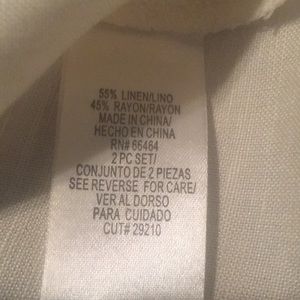 55% LINEN/LINO
45% RAYON/RAYON
MADE IN CHINA/
HECHO EN CHINA
RN# 66464
2 PC SET/
CONJUNTO DE 2 PIEZAS
SEE REVERSE FOR CARE/
VER AL DORSO
PARA CUIDADO
CUT# 29210